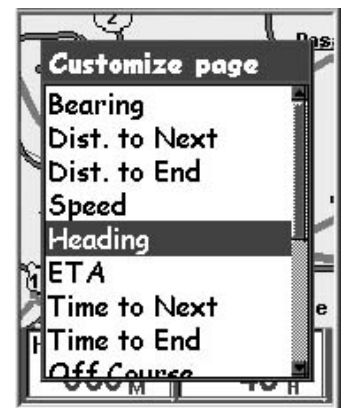 2
Customize page
Bearing
Dist. to Next
Dist. to End
Speed
Heading
ETA
Time to Next
Time to End
Off Course
M
H